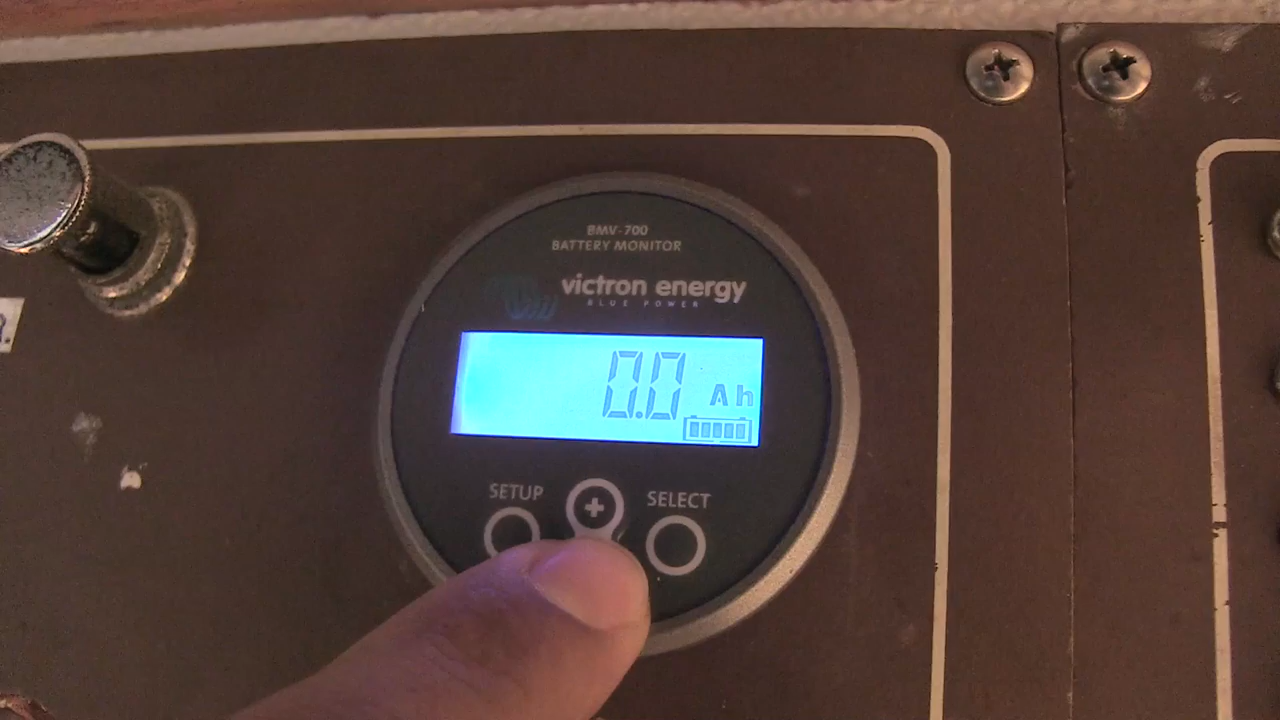 BMV-700
BATTERY MONITOR
victron energy
BLUE POWER
0.0 Ah
SETUP
+
SELECT